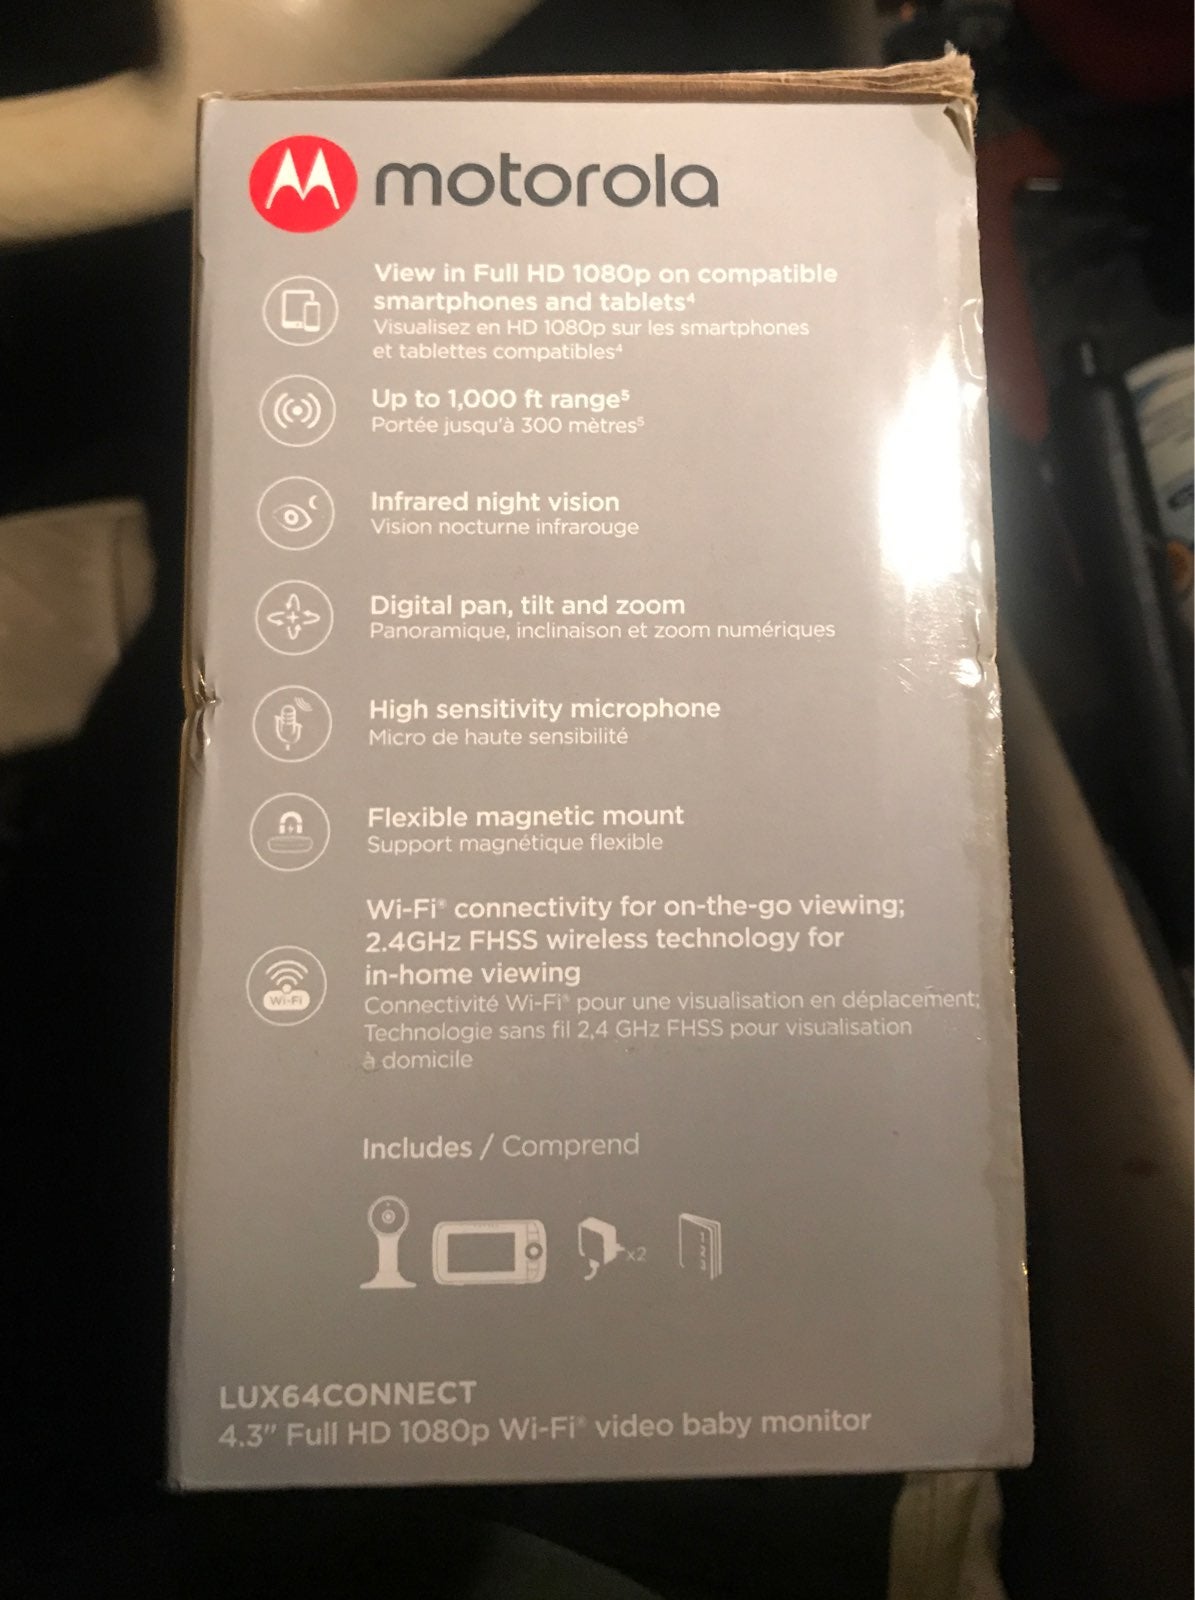 motorola
View in Full HD 1080p on compatible
smartphones and tablets⁴
Visualisez en HD 1080p sur les smartphones
et tablettes compatibles⁴
Up to 1,000 ft range⁵
Portée jusqu'à 300 mètres⁵
Infrared night vision
Vision nocturne infrarouge
Digital pan, tilt and zoom
Panoramique, inclinaison et zoom numériques
High sensitivity microphone
Micro de haute sensibilité
Flexible magnetic mount
Support magnétique flexible
Wi-Fi® connectivity for on-the-go viewing;
2.4GHz FHSS wireless technology for
in-home viewing
Wi-Fi
Connectivité Wi-Fi® pour une visualisation en déplacement;
Technologie sans fil 2,4 GHz FHSS pour visualisation
à domicile
Includes / Comprend
x2
1
2
3
LUX64CONNECT
4.3" Full HD 1080p Wi-Fi® video baby monitor